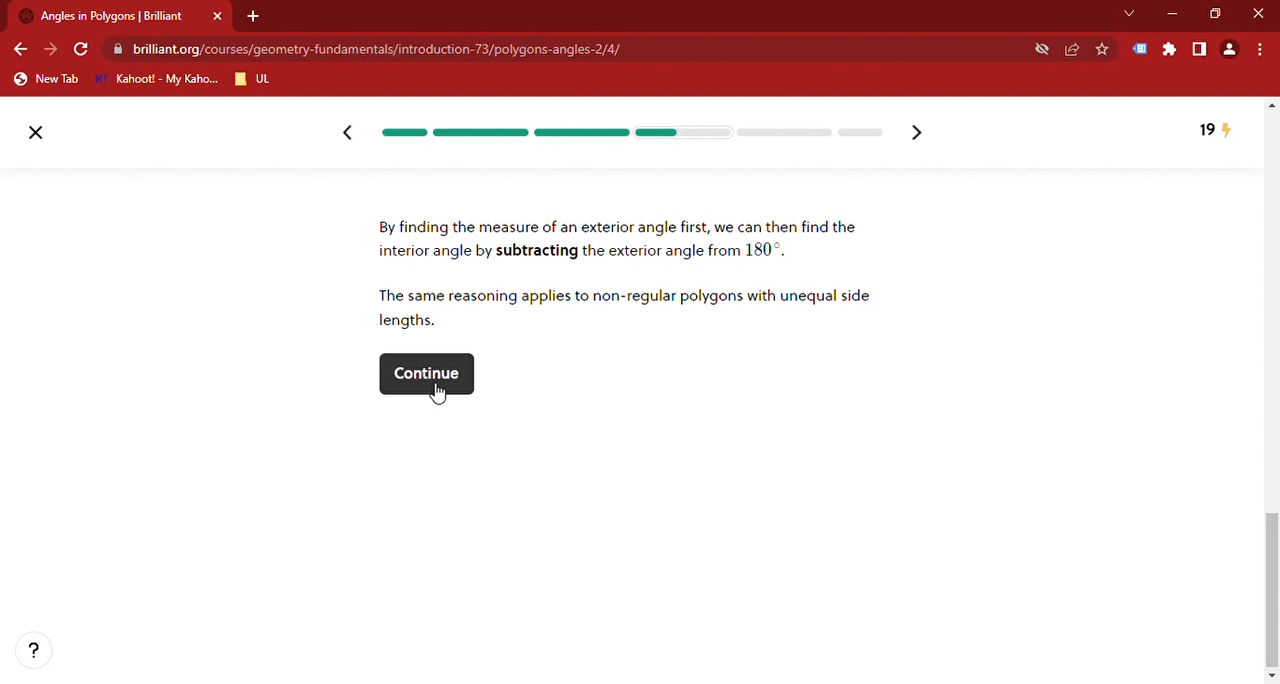 Angles in Polygons | Brilliant
brilliant.org/courses/geometry-fundamentals/introduction-73/polygons-angles-2/4/
New Tab K! Kahoot! - My Kaho... UL
19
By finding the measure of an exterior angle first, we can then find the
interior angle by subtracting the exterior angle from 180°.
The same reasoning applies to non-regular polygons with unequal side
lengths.
Continue
?